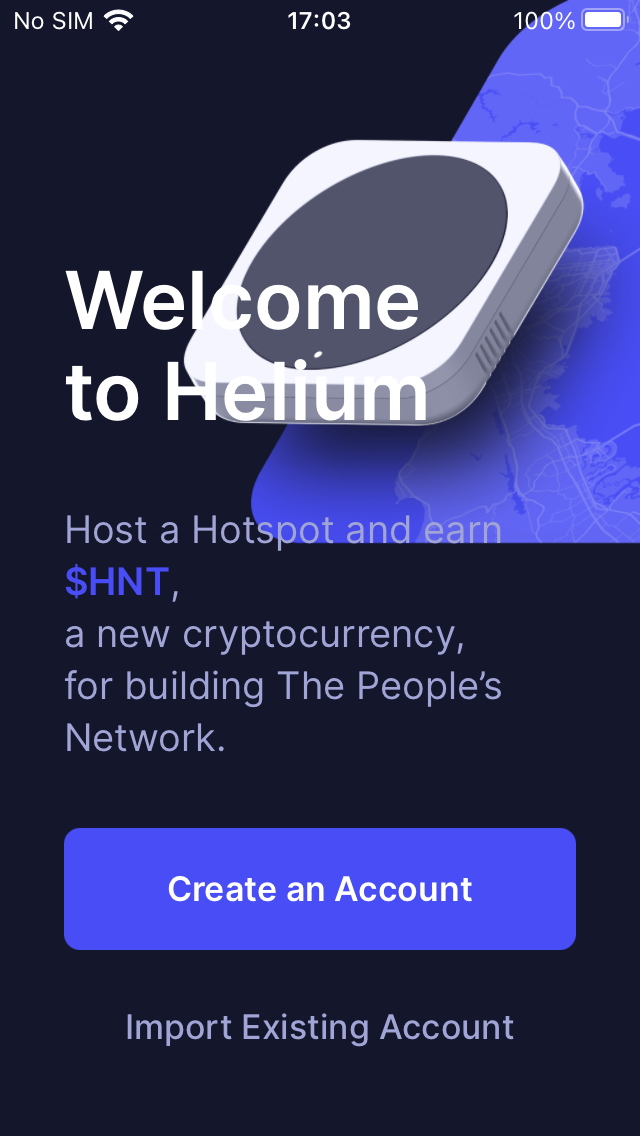 No SIM 17:03 100%
Welcome
to Helium
Host a Hotspot and earn
$HNT,
a new cryptocurrency,
for building The People’s
Network.
Create an Account
Import Existing Account